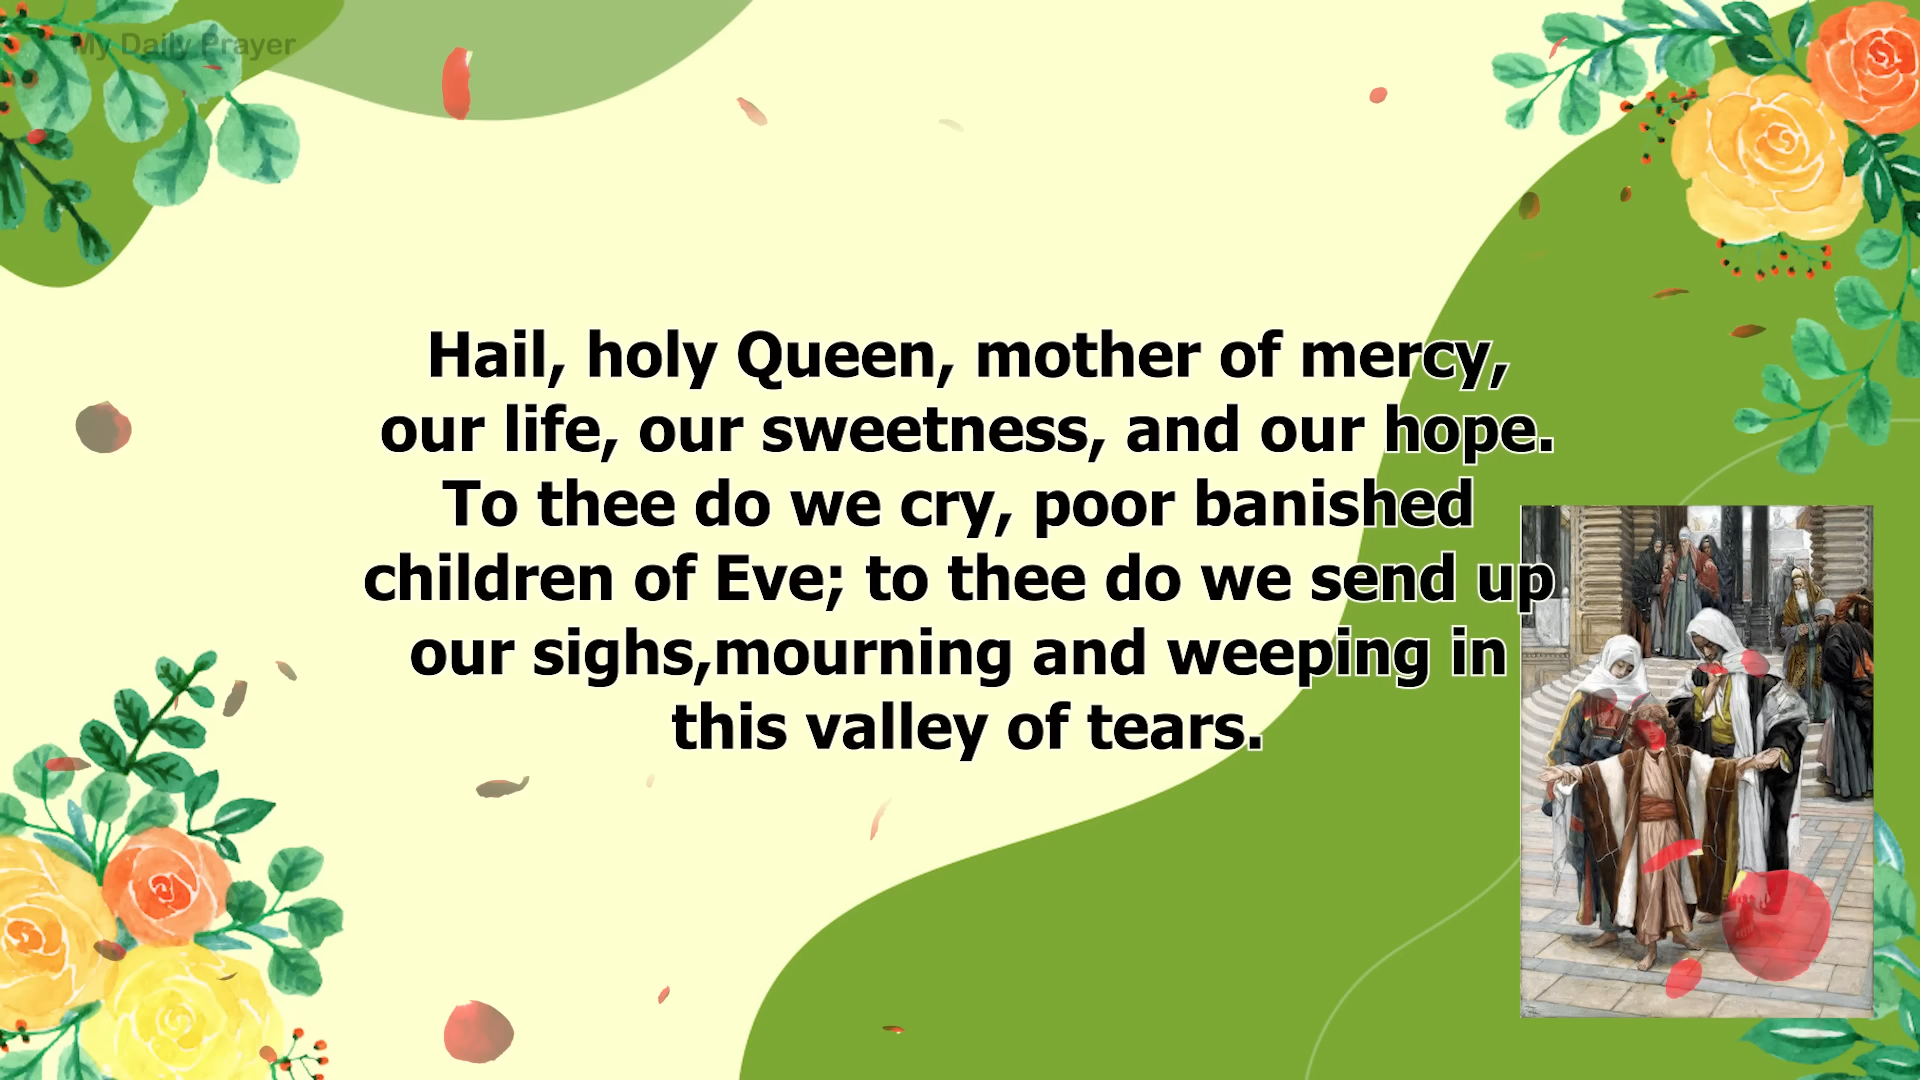 My Daily Prayer
Hail, holy Queen, mother of mercy,
our life, our sweetness, and our hope.
To thee do we cry, poor banished
children of Eve; to thee do we send up
our sighs,mourning and weeping in
this valley of tears.